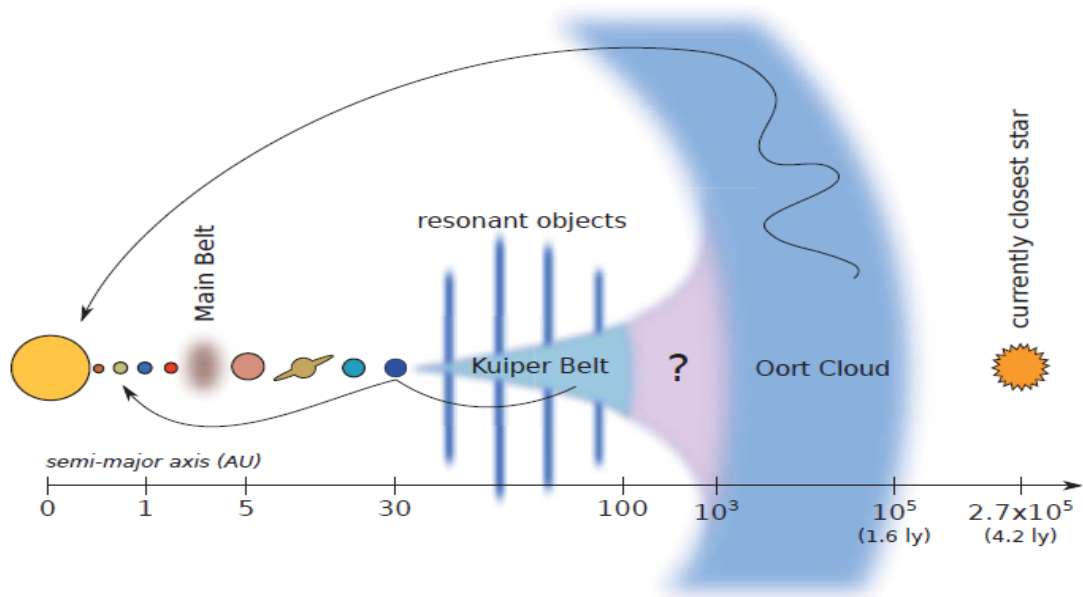 currently closest star
resonant objects
Main Belt
Kuiper Belt
?
Oort Cloud
semi-major axis (AU)
0
1
5
30
100
10³
10⁵
(1.6 ly)
2.7x10⁵
(4.2 ly)